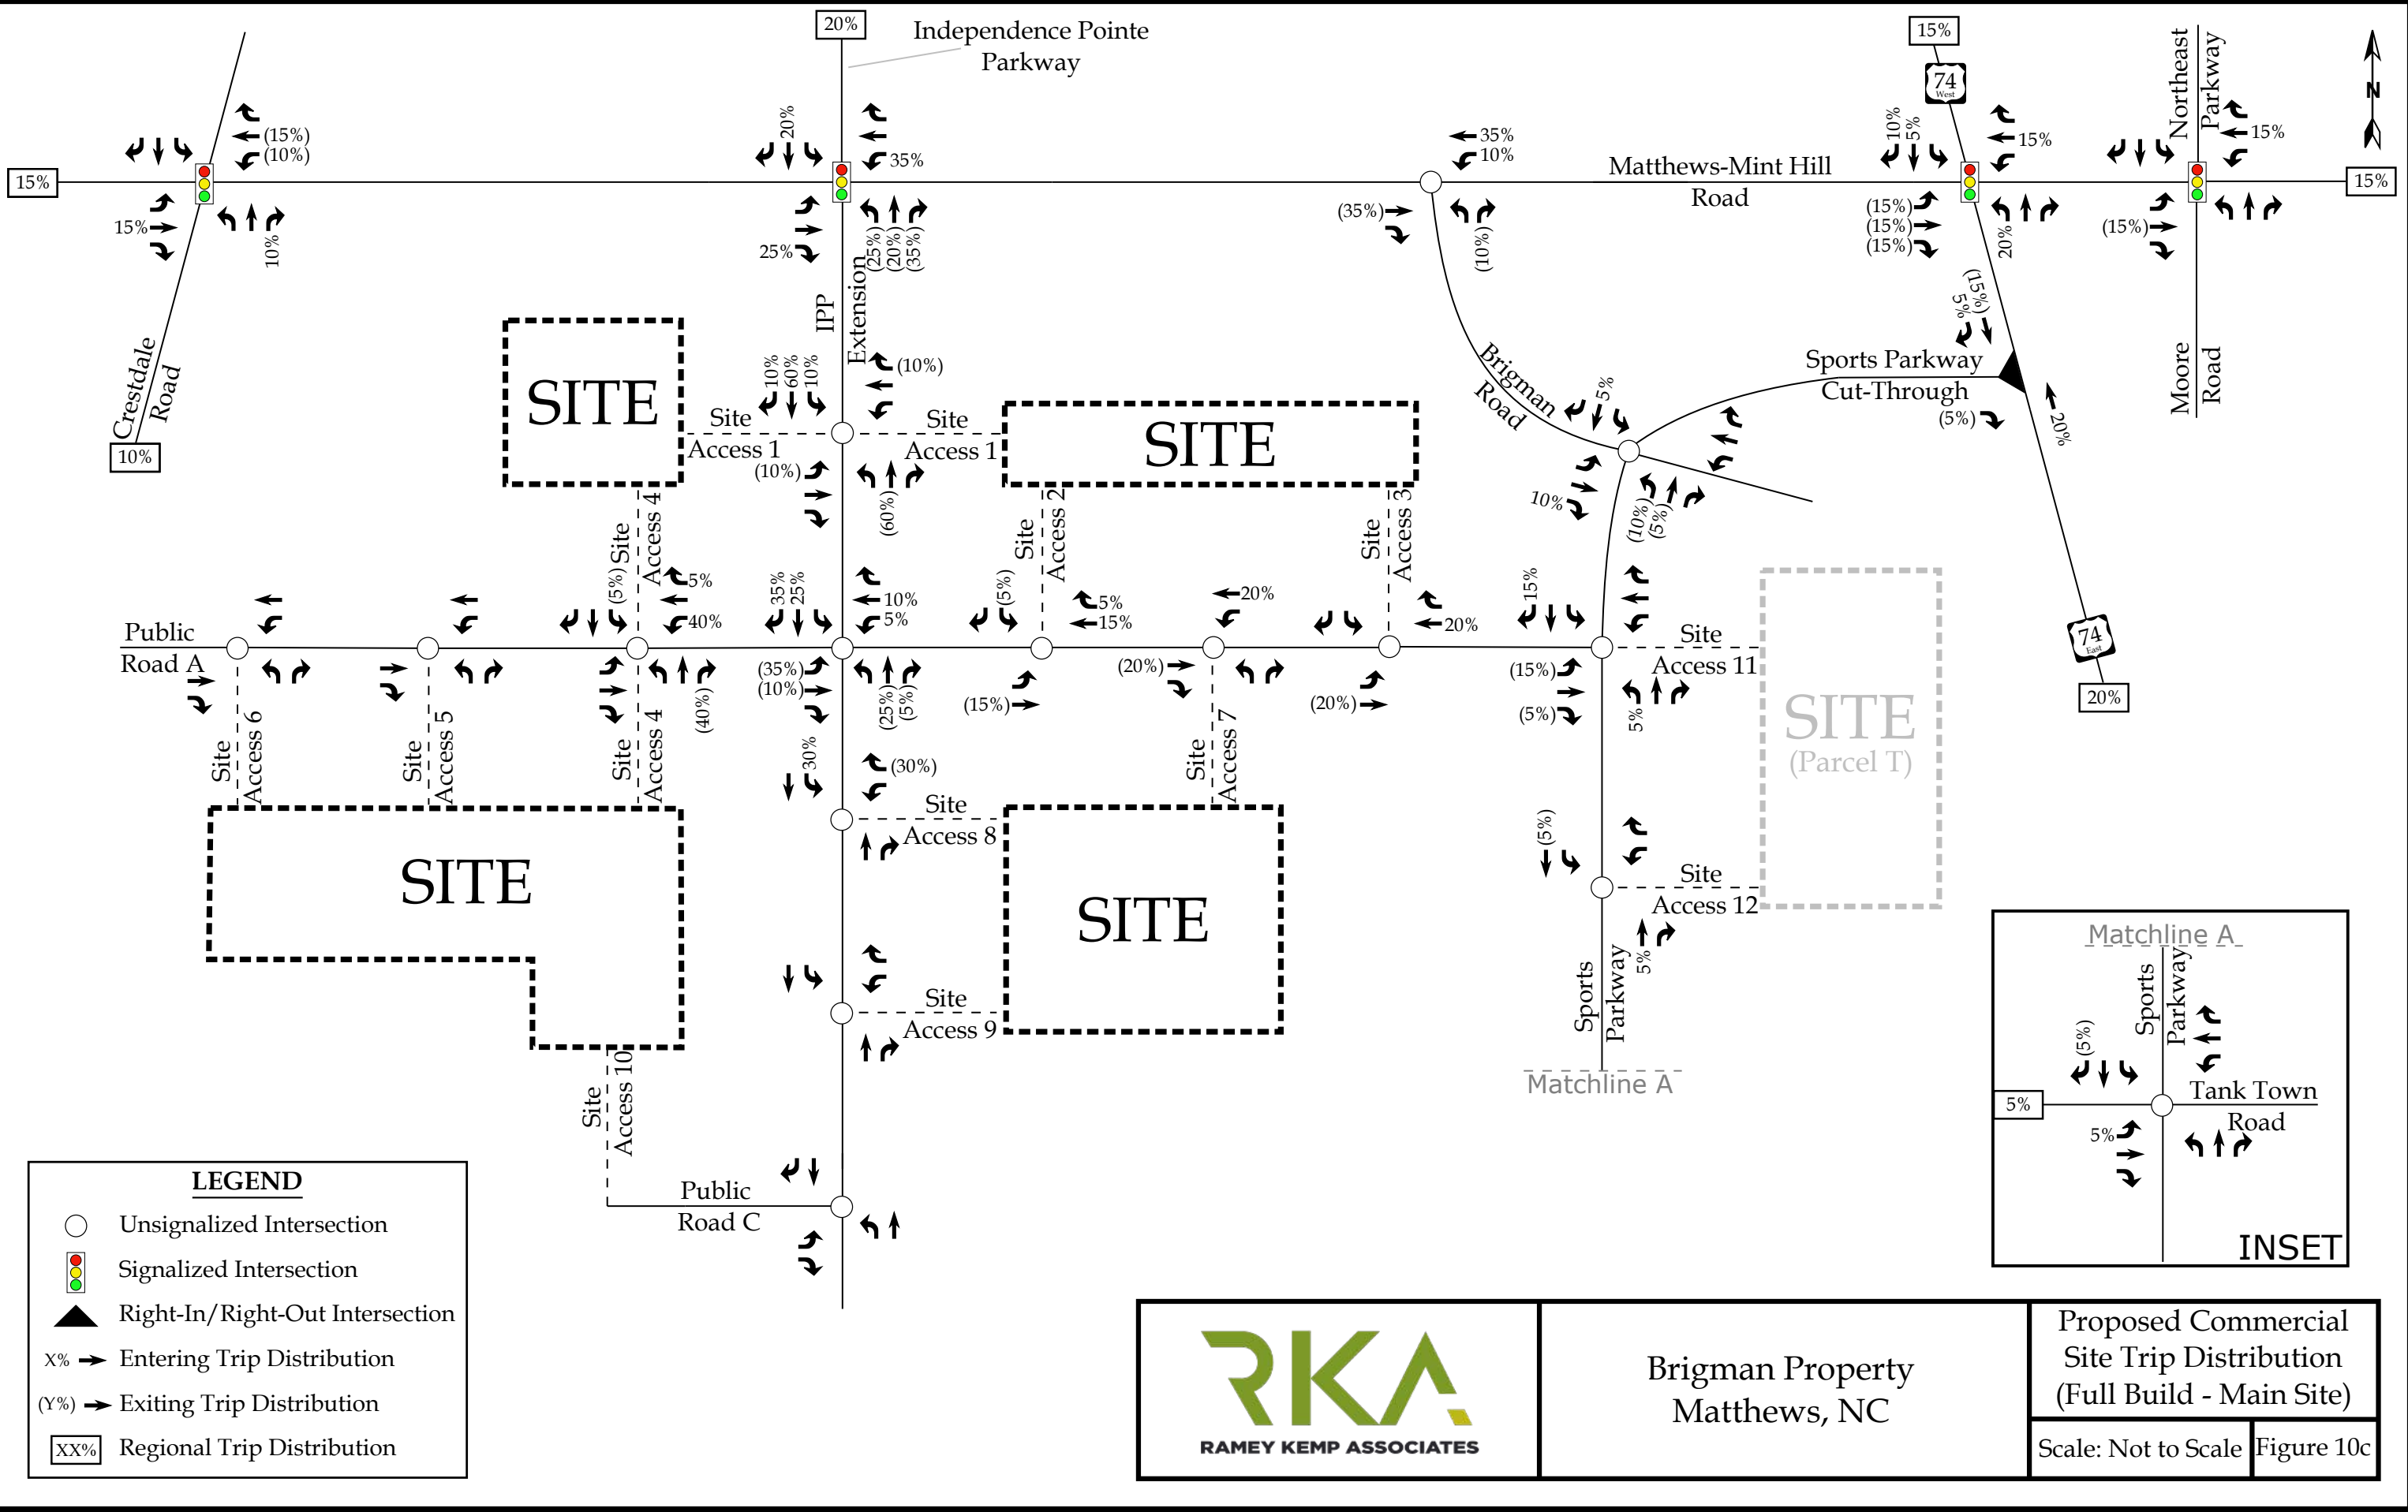 20%
Independence Pointe
Parkway
15%
74
West
Northeast
Parkway
N
15%
(15%)
(10%)
15%
10%
Crestdale
Road
10%
20%
35%
25%
(25%)
(20%)
(35%)
IPP
Extension
35%
10%
(35%)
(10%)
Matthews-Mint Hill
Road
10%
5%
15%
(15%)
(15%)
(15%)
20%
15%
(15%)
15%
Moore
Road
(15%)
5%
Sports Parkway
Cut-Through
(5%)
20%
74
East
20%
Brigman
Road
5%
10%
(10%)
(5%)
SITE
Site
Access 1
10%
60%
10%
(10%)
Site
Access 1
(10%)
(60%)
SITE
Site
Access 4
Site
Access 2
Site
Access 3
Public
Road A
(5%)
5%
40%
(40%)
35%
25%
10%
5%
(35%)
(10%)
(25%)
(5%)
(5%)
5%
15%
(15%)
20%
(20%)
20%
(20%)
15%
(15%)
(5%)
5%
Site
Access 11
SITE
(Parcel T)
Site
Access 6
Site
Access 5
Site
Access 4
Site
Access 7
30%
(30%)
Site
Access 8
SITE
SITE
(5%)
Site
Access 12
5%
Site
Access 9
Sports
Parkway
Matchline A
Site
Access 10
Public
Road C
Matchline A
Sports
Parkway
(5%)
5%
5%
Tank Town
Road
INSET
LEGEND
Unsignalized Intersection
Signalized Intersection
Right-In/Right-Out Intersection
X% Entering Trip Distribution
(Y%) Exiting Trip Distribution
XX% Regional Trip Distribution
RKA
RAMEY KEMP ASSOCIATES
Brigman Property
Matthews, NC
Proposed Commercial
Site Trip Distribution
(Full Build - Main Site)
Scale: Not to Scale
Figure 10c